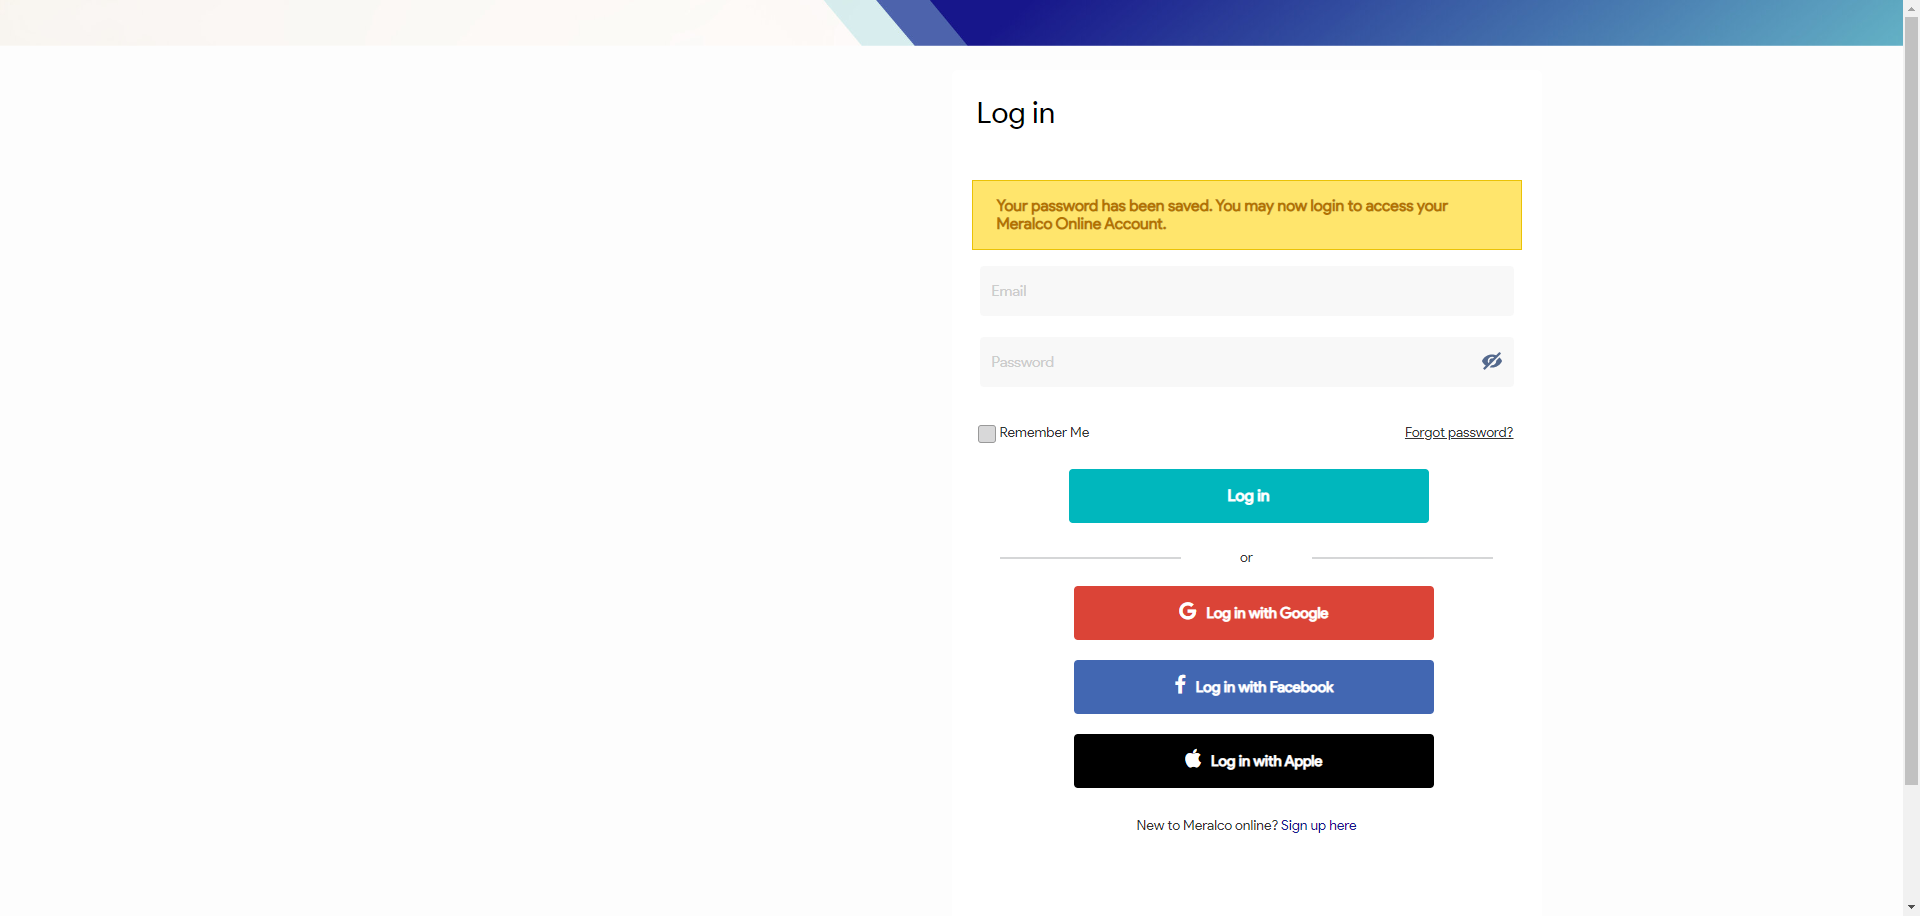 Log in
Your password has been saved. You may now login to access your
Meralco Online Account.
Email
Password
Remember Me
Forgot password?
Log in
or
Log in with Google
Log in with Facebook
Log in with Apple
New to Meralco online? Sign up here